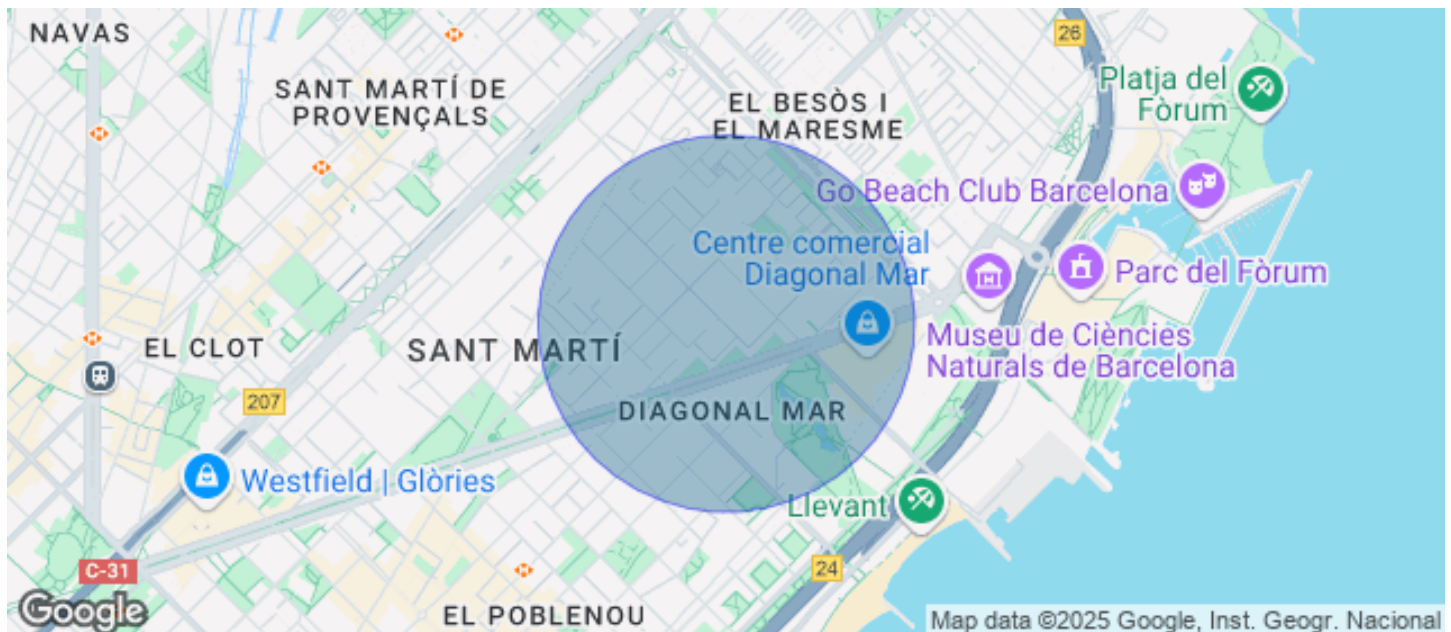 NAVAS
26
SANT MARTÍ DE
PROVENÇALS
EL BESÒS I
EL MARESME
Platja del
Fòrum
Go Beach Club Barcelona
Centre comercial
Diagonal Mar
Parc del Fòrum
Museu de Ciències
Naturals de Barcelona
EL CLOT
SANT MARTÍ
207
DIAGONAL MAR
Westfield | Glòries
Llevant
C-31
24
EL POBLENOU
Google
Map data ©2025 Google, Inst. Geogr. Nacional